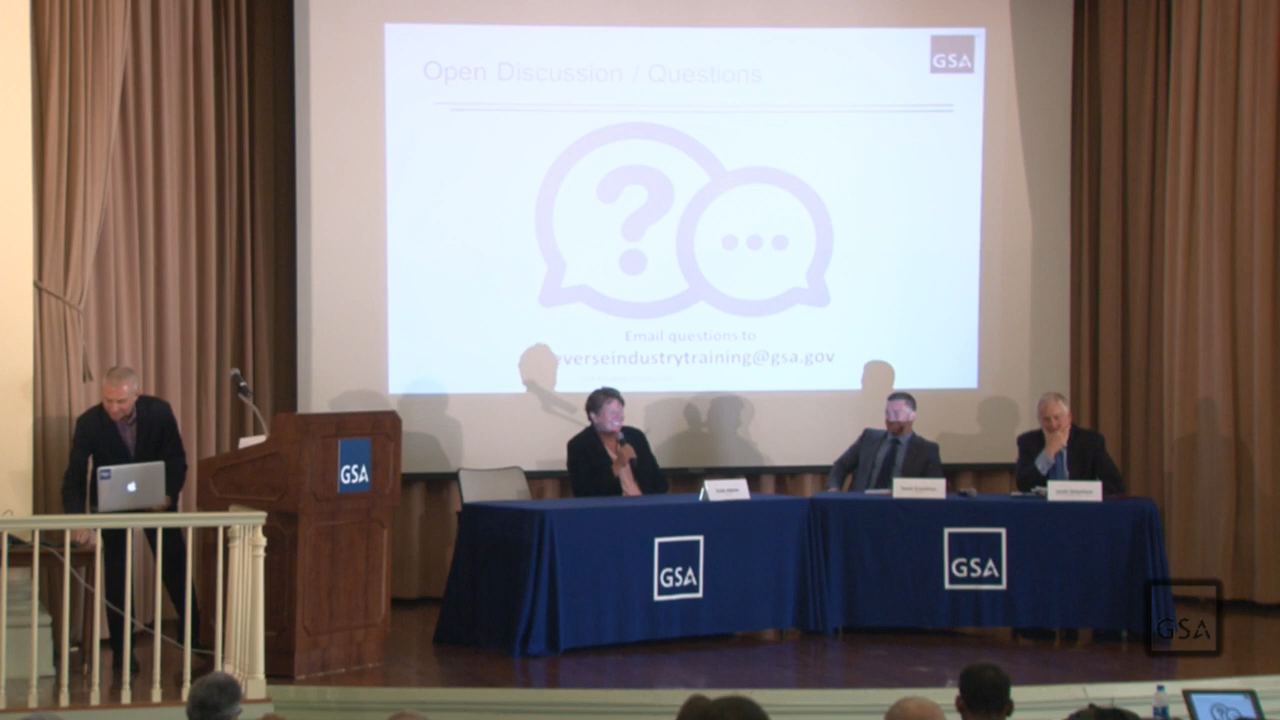 GSA
Open Discussion / Questions
Email questions to
verseindustrytraining@gsa.gov
GSA
GSA
GSA
GSA